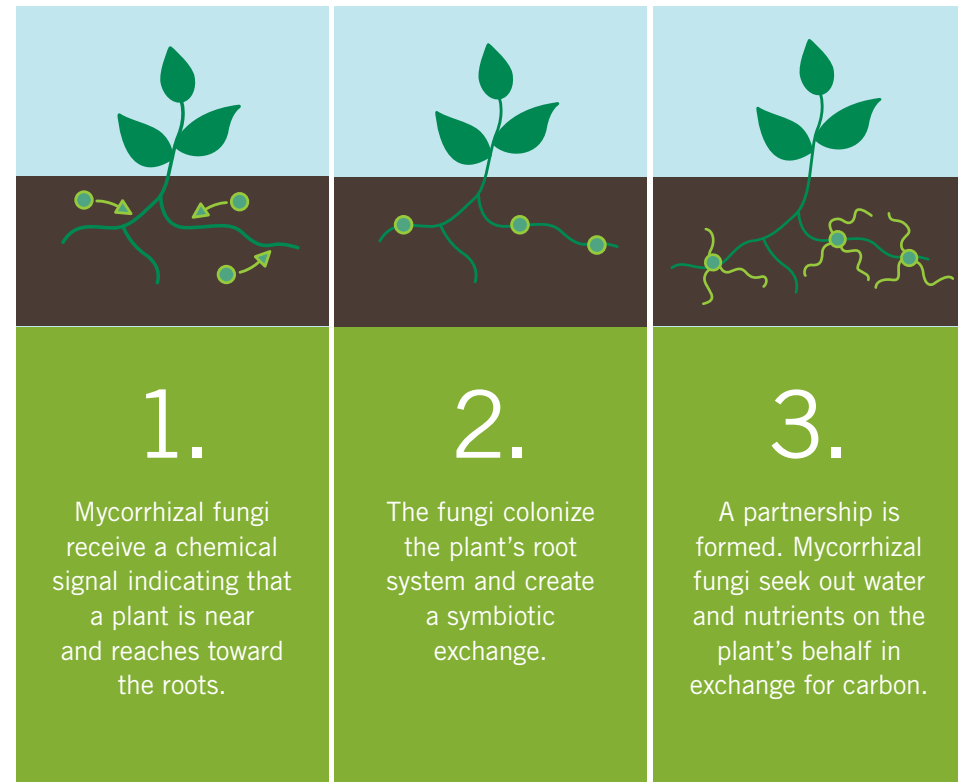 1.
Mycorrhizal fungi
receive a chemical
signal indicating that
a plant is near
and reaches toward
the roots.
2.
The fungi colonize
the plant's root
system and create
a symbiotic
exchange.
3.
A partnership is
formed. Mycorrhizal
fungi seek out water
and nutrients on the
plant's behalf in
exchange for carbon.